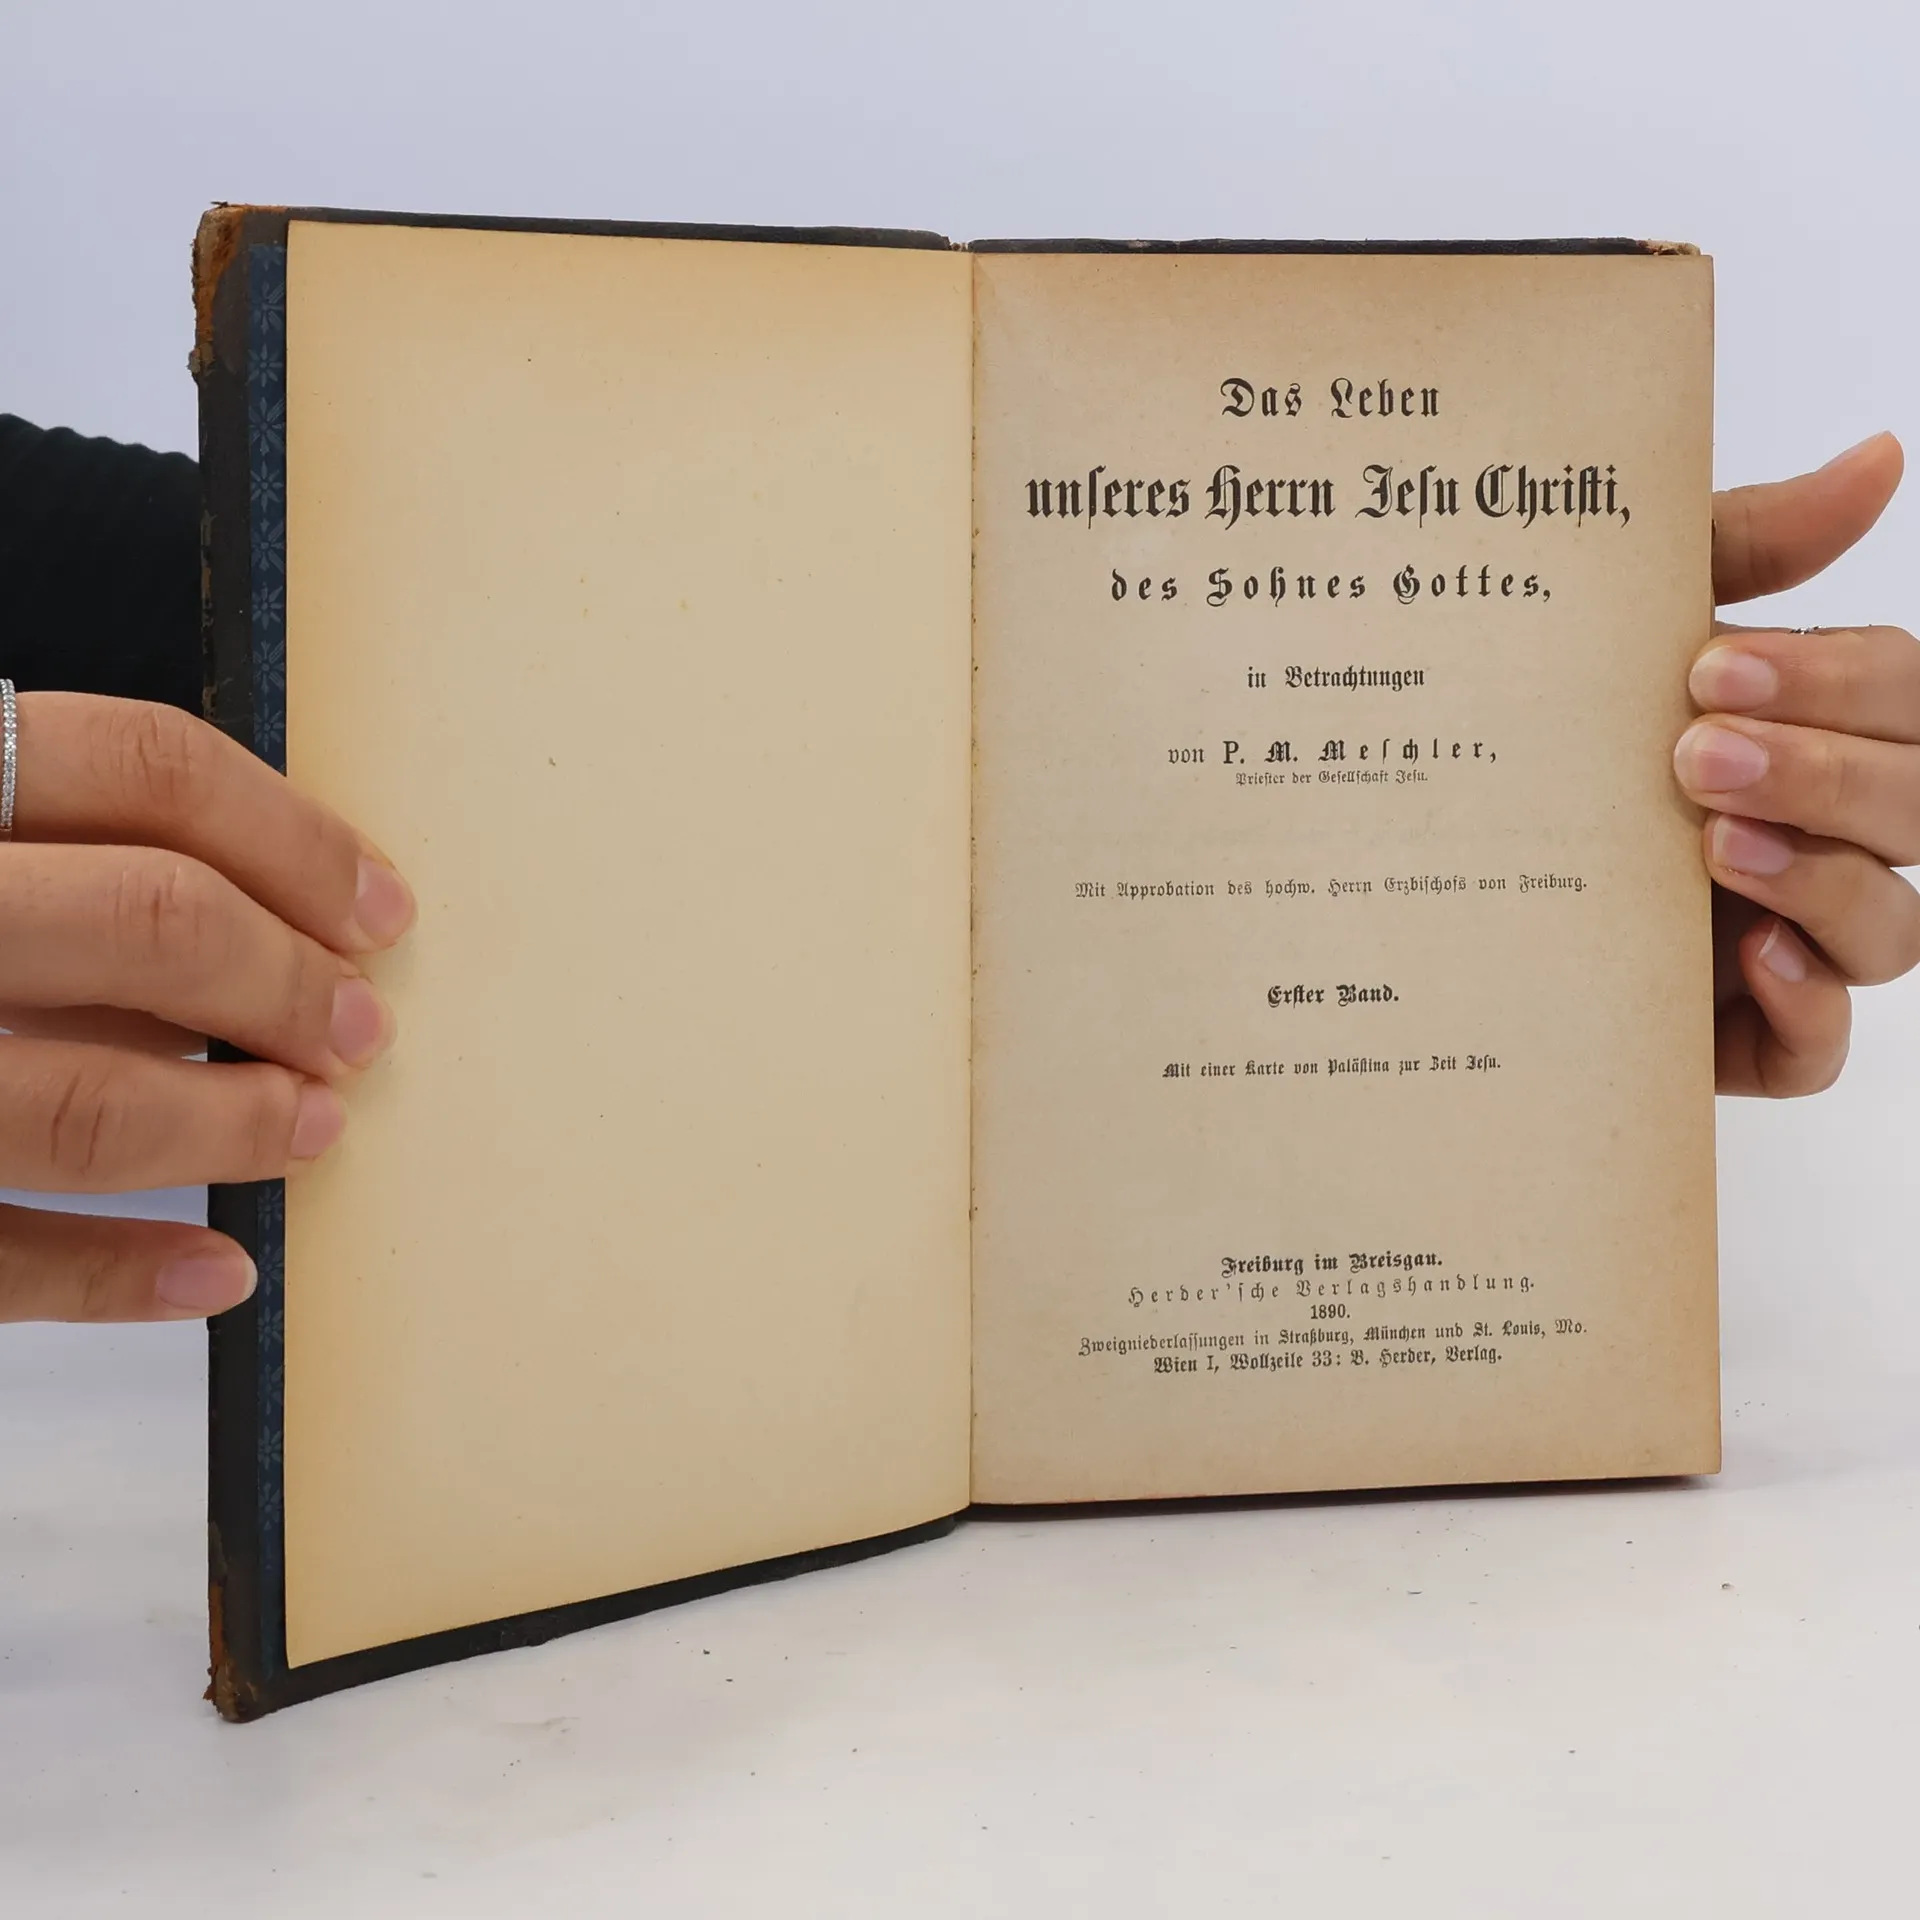 Das Leben
unseres Herrn Jesu Christi,
des Sohnes Gottes,
in Betrachtungen
von P. M. Meschler,
Priester der Gesellschaft Jesu.
Mit Approbation des hochw. Herrn Erzbischofs von Freiburg.
Erster Band.
Mit einer Karte von Palästina zur Zeit Jesu.
Freiburg im Breisgau.
Herder'sche Verlagshandlung.
1890.
Zweigniederlassungen in Straßburg, München und St. Louis, Mo.
Wien I, Wollzeile 33: B. Herder, Verlag.